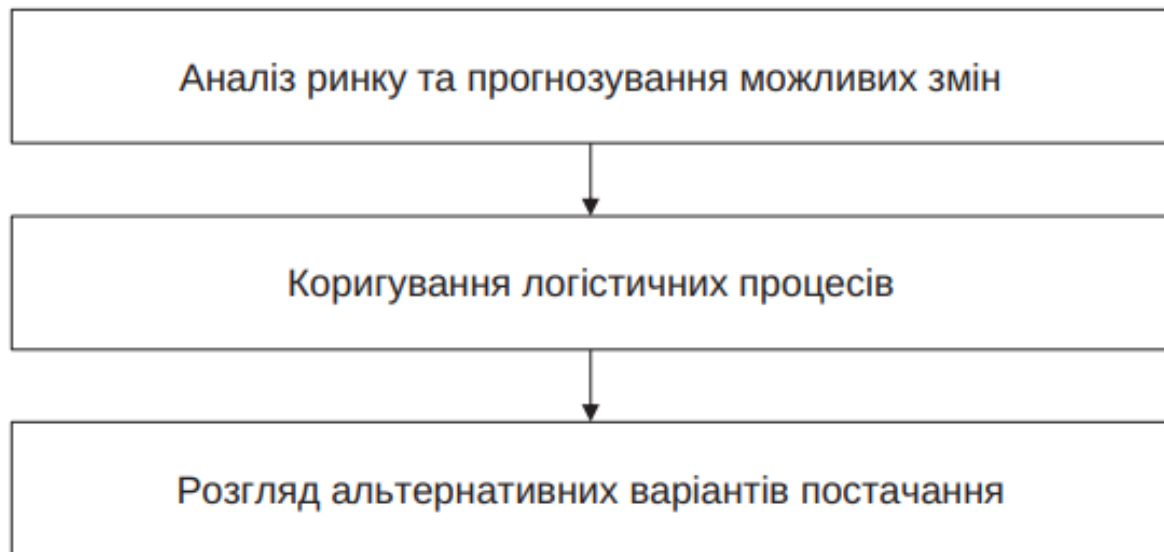 Аналіз ринку та прогнозування можливих змін
Коригування логістичних процесів
Розгляд альтернативних варіантів постачання